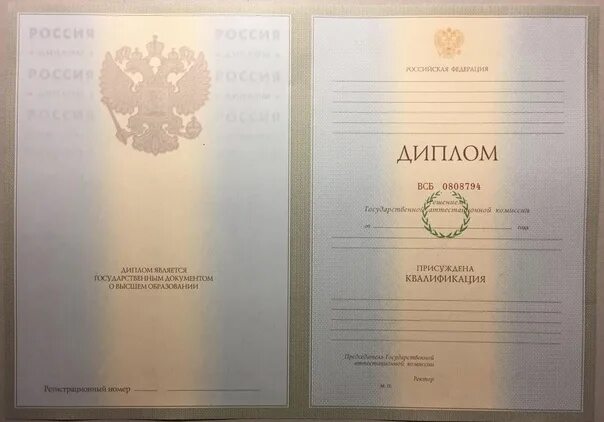 РОССИЯ РОССИЯ
РОССИЯ РОССИЯ
РОССИЯ РОССИЯ
ДИПЛОМ ЯВЛЯЕТСЯ
ГОСУДАРСТВЕННЫМ ДОКУМЕНТОМ
О ВЫСШЕМ ОБРАЗОВАНИИ
Регистрационный номер
РОССИЙСКАЯ ФЕДЕРАЦИЯ
ДИПЛОМ
ВСБ 0808794
Решением
Государственной аттестационной комиссии
от года
ПРИСУЖДЕНА
КВАЛИФИКАЦИЯ
Председатель Государственной
аттестационной комиссии
Ректор
М. П.